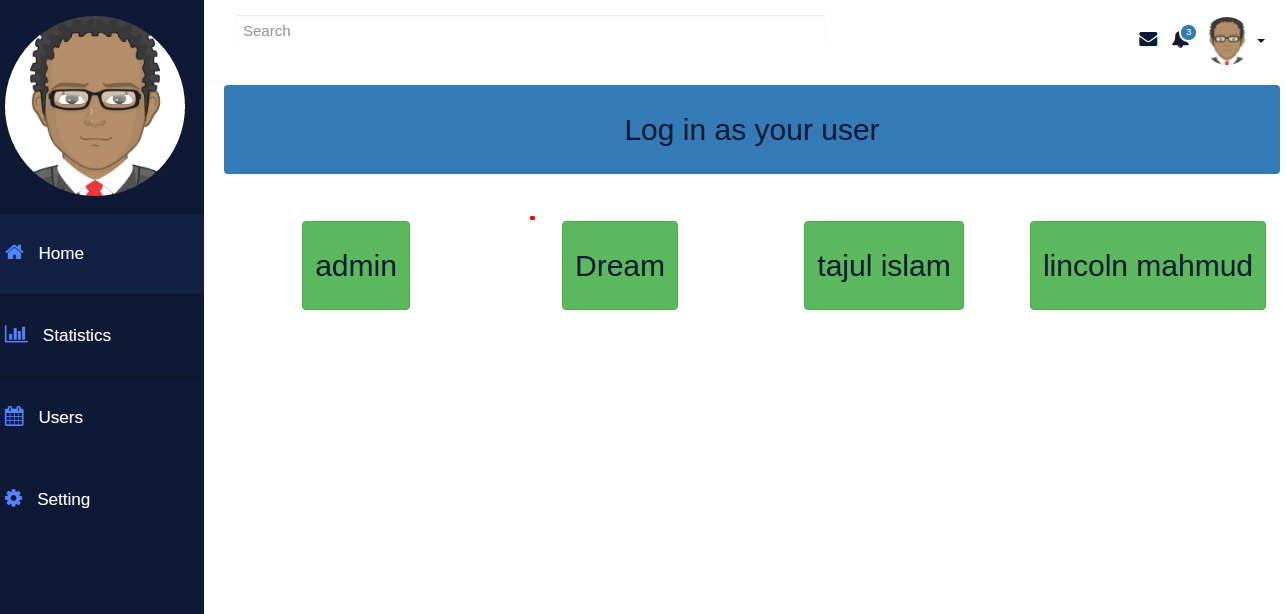 Search
3
Log in as your user
admin
Dream
tajul islam
lincoln mahmud
Home
Statistics
Users
Setting